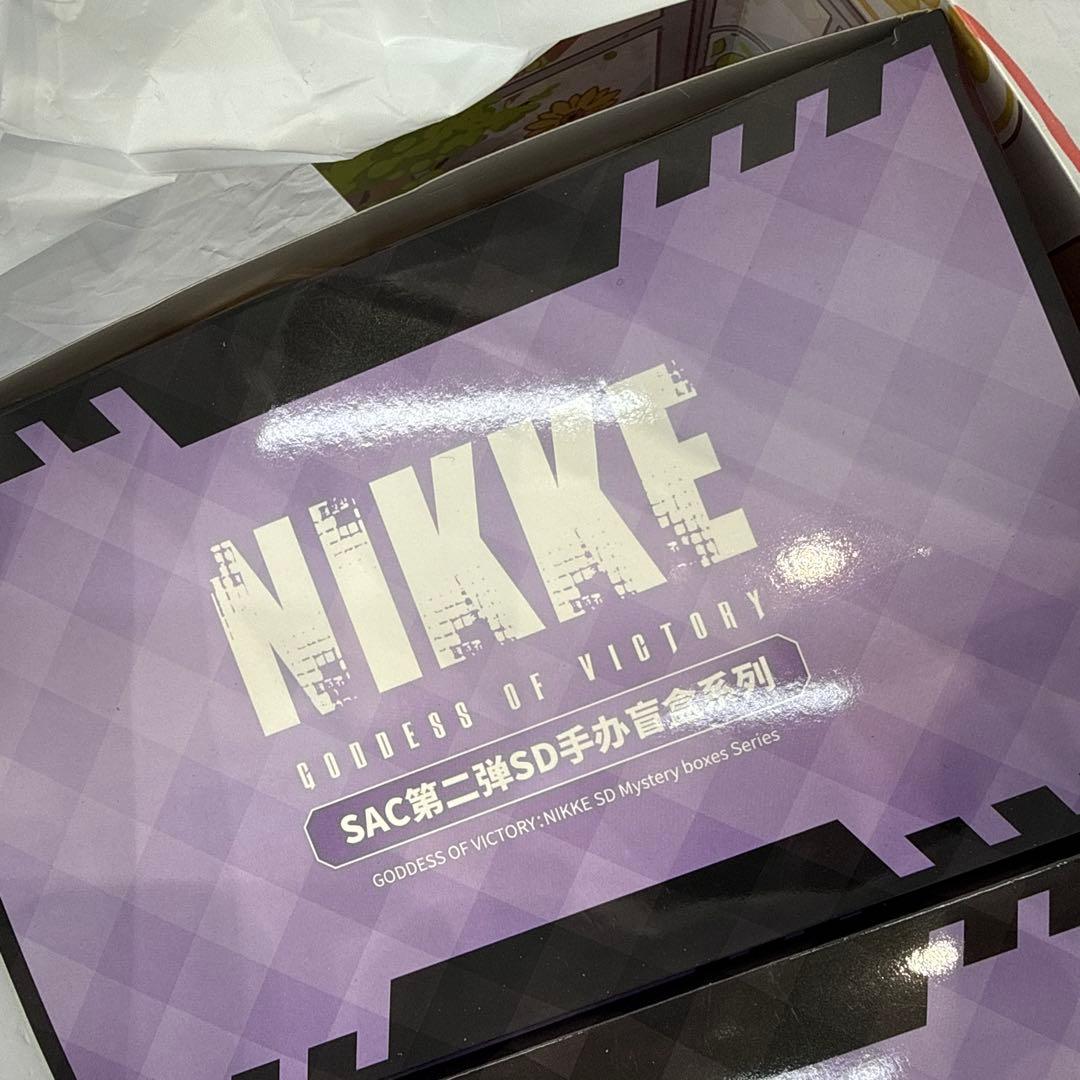 NIKKE
GODDESS OF VICTORY
SAC第二弹SD手办盲盒系列
GODDESS OF VICTORY:NIKKE SD Mystery boxes Series